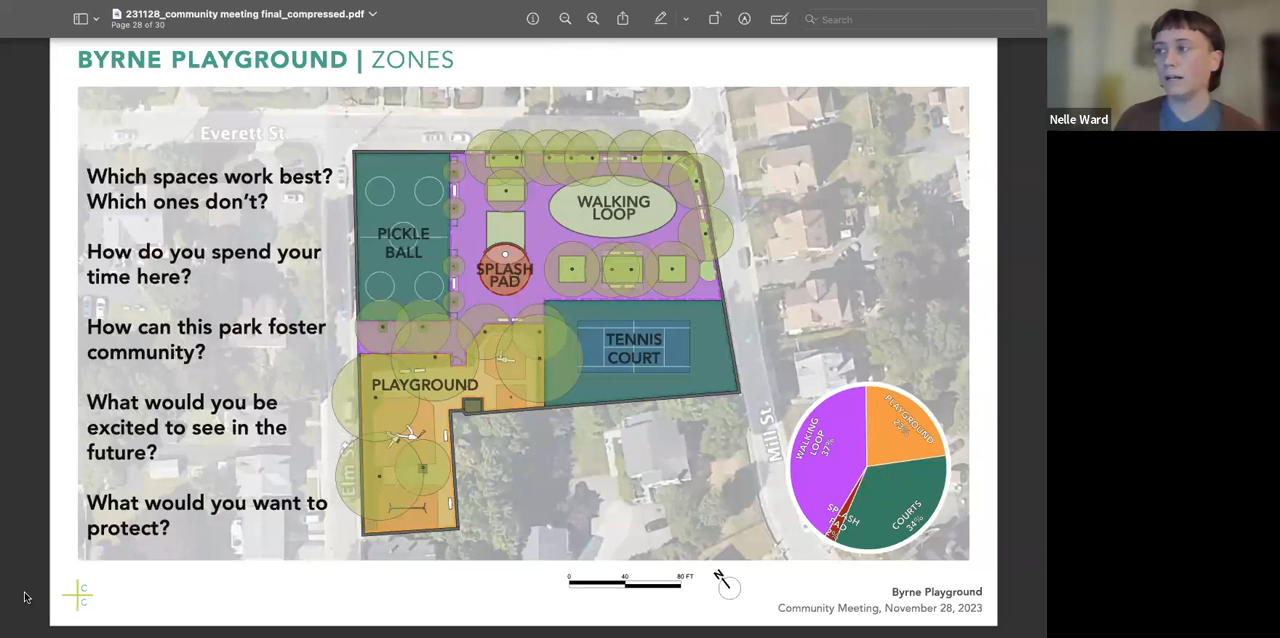 231128_community meeting final_compressed.pdf
Page 28 of 30
Search
Nelle Ward
BYRNE PLAYGROUND | ZONES
Everett St
Which spaces work best?
Which ones don't?
How do you spend your
time here?
How can this park foster
community?
What would you be
excited to see in the
future?
What would you want to
protect?
PICKLE
BALL
SPLASH
PAD
WALKING
LOOP
TENNIS
COURT
PLAYGROUND
Elm St
Mill St.
WALKING
LOOP
37%
PLAYGROUND
23%
COURTS
34%
SPLASH
PAD
0 40 80 FT
N
C
C
Byrne Playground
Community Meeting, November 28, 2023